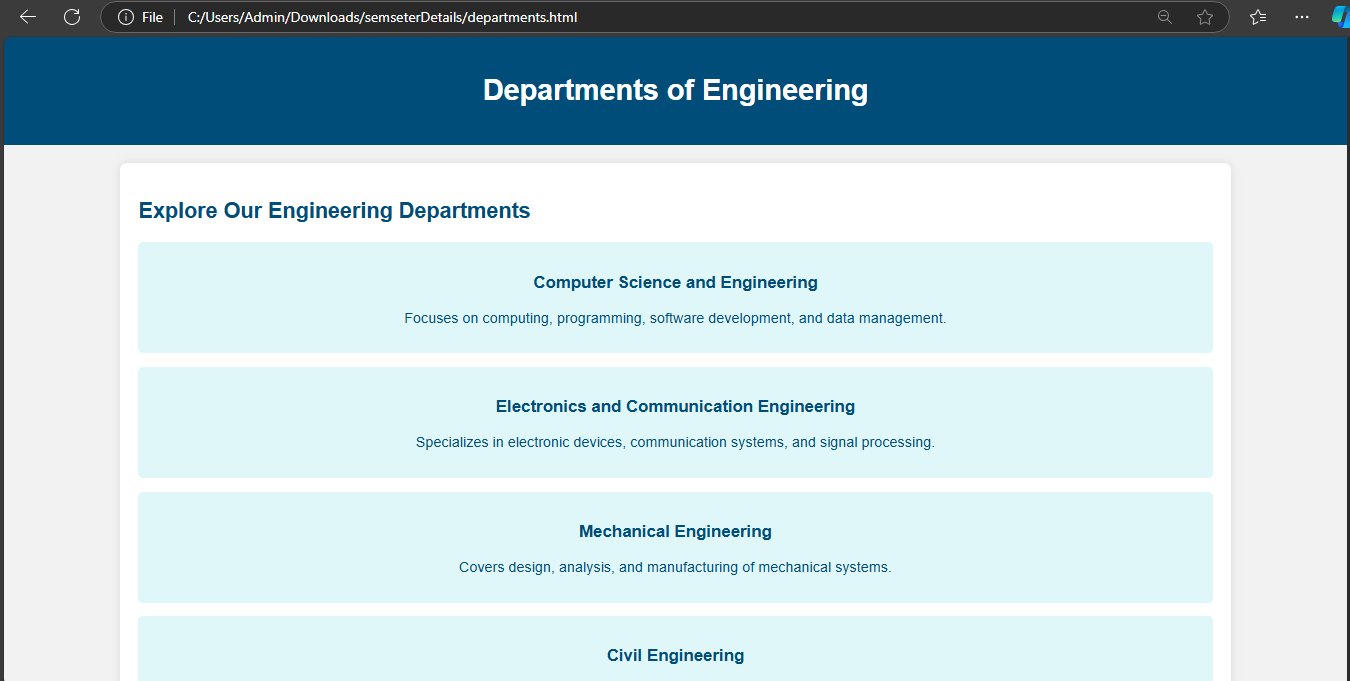 File
C:/Users/Admin/Downloads/semseterDetails/departments.html
Departments of Engineering
Explore Our Engineering Departments
Computer Science and Engineering
Focuses on computing, programming, software development, and data management.
Electronics and Communication Engineering
Specializes in electronic devices, communication systems, and signal processing.
Mechanical Engineering
Covers design, analysis, and manufacturing of mechanical systems.
Civil Engineering